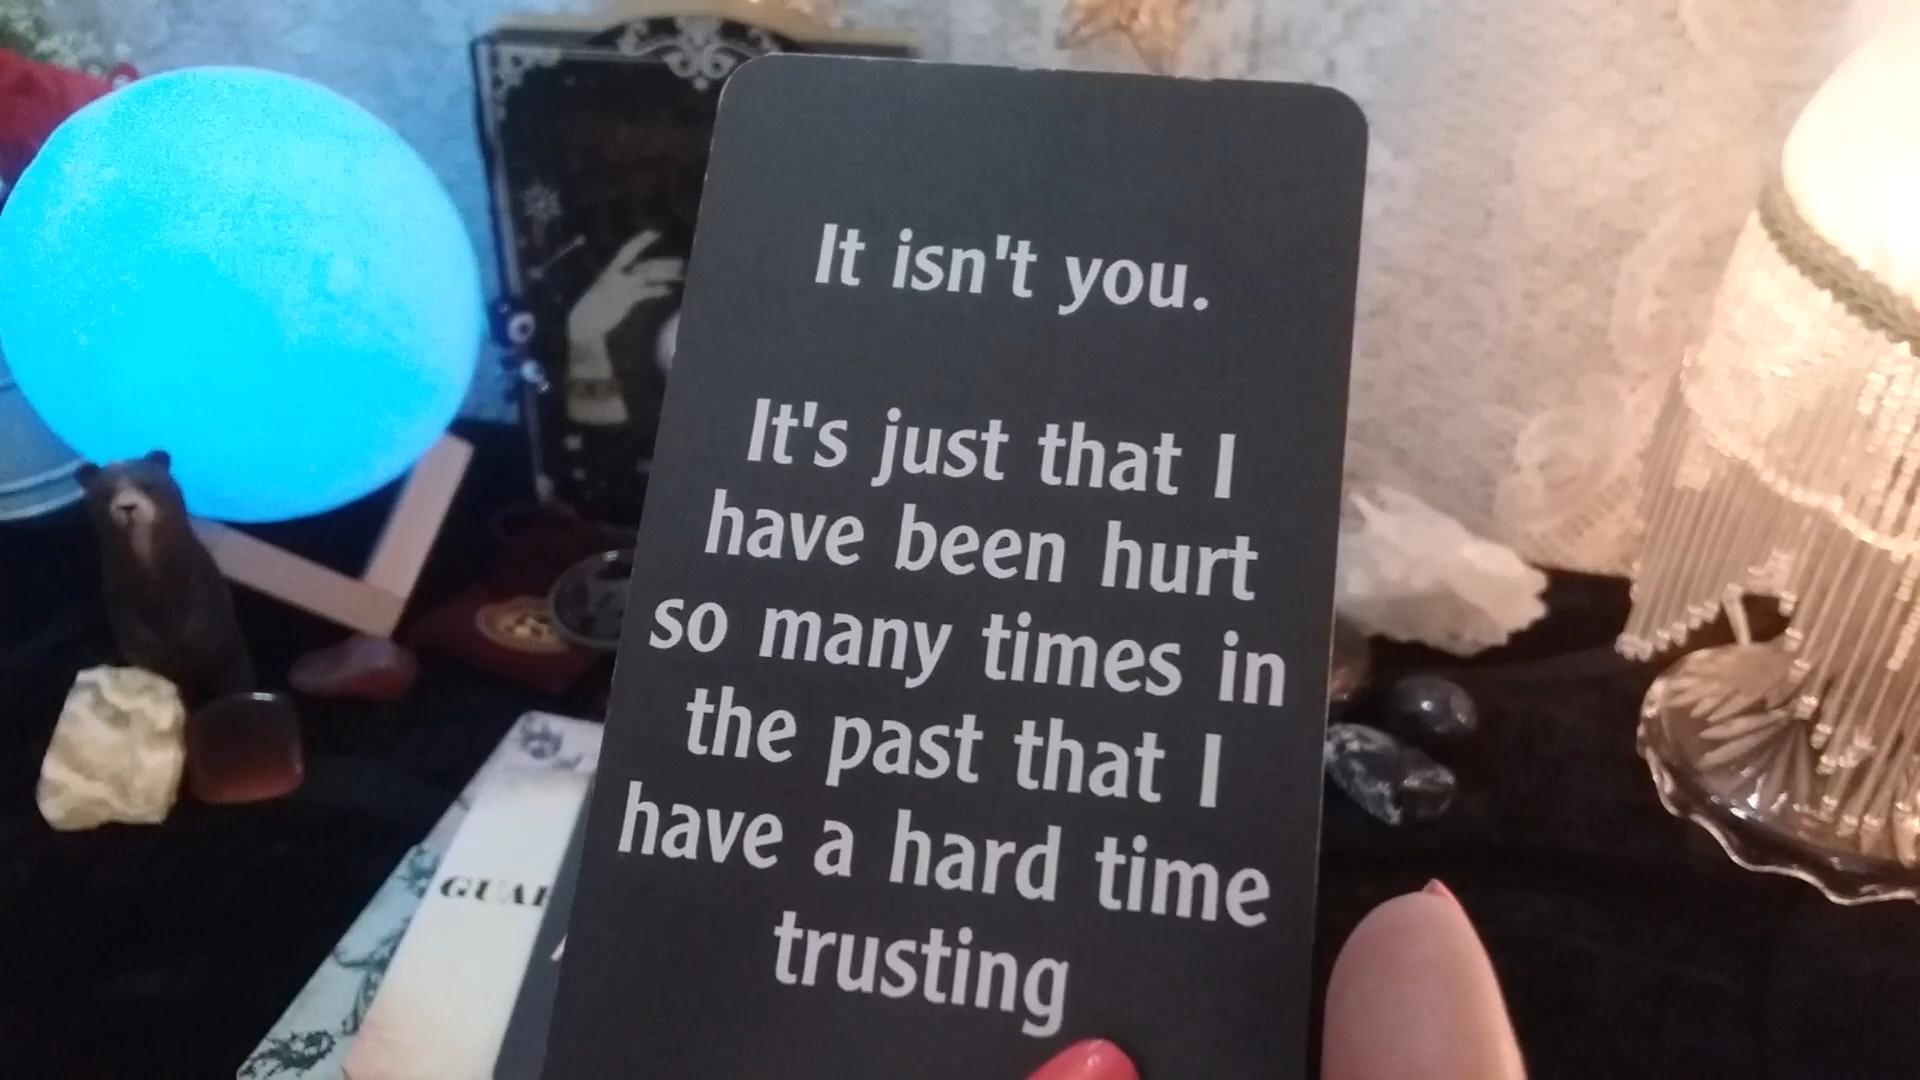 It isn't you.
It's just that I
have been hurt
so many times in
the past that I
have a hard time
trusting